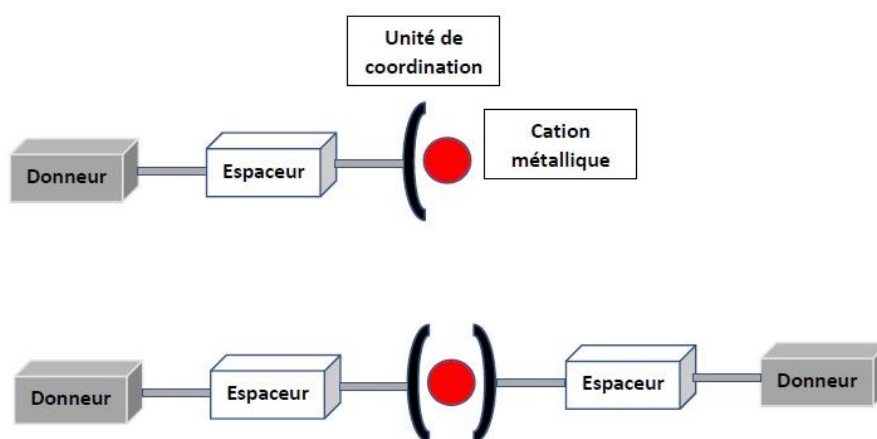 Unité de
coordination
Cation
métallique
Donneur
Espaceur
Donneur
Espaceur
Espaceur
Donneur